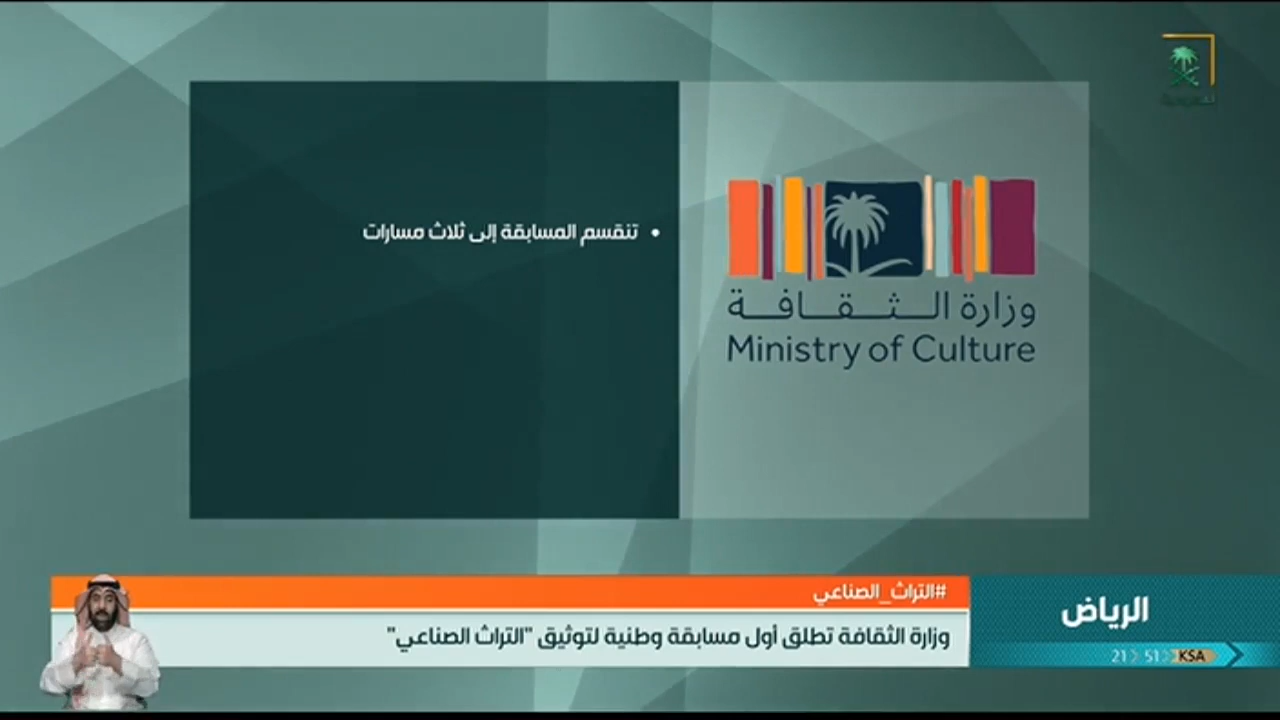 السعودية
• تنقسم المسابقة إلى ثلاث مسارات
وزارة الثقافة
Ministry of Culture
#التراث_الصناعي
وزارة الثقافة تطلق أول مسابقة وطنية لتوثيق "التراث الصناعي"
الرياض
21 51 KSA